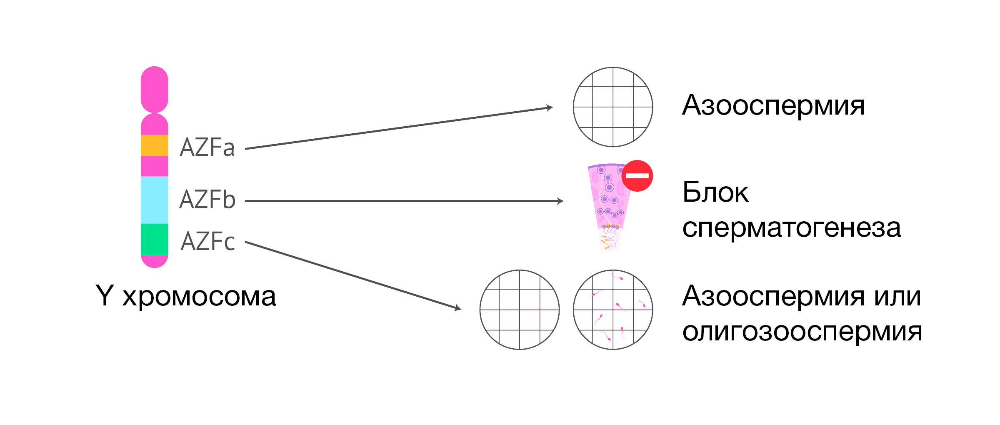 AZFa
AZFb
AZFc
Y хромосома
Азооспермия
Блок
сперматогенеза
Азооспермия или
олигозооспермия